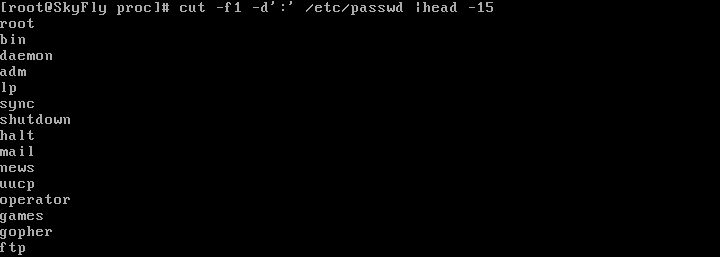 [root@SkyFly proc]# cut -f1 -d':' /etc/passwd |head -15
root
bin
daemon
adm
lp
sync
shutdown
halt
mail
news
uucp
operator
games
gopher
ftp